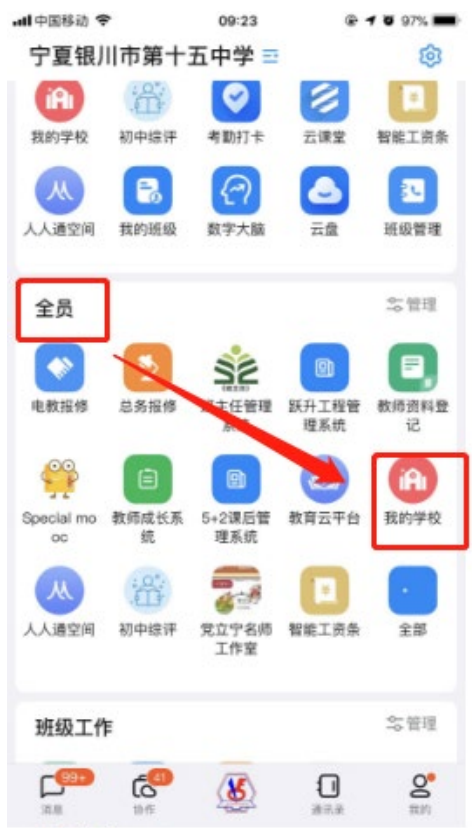 中国移动 09:23 97%
宁夏银川市第十五中学
我的学校 初中综评 考勤打卡 云课堂 智能工资条
人人通空间 我的班级 数字大脑 云盘 班级管理
全员 管理
电教报修 总务报修 主任管理 跃升工程管 教师资料登
系统 理系统 记
Special mo 教师成长系 5+2课后管 教育云平台 我的学校
oc 统 理系统
人人通空间 初中综评 党立宁名师 智能工资条 全部
工作室
班级工作 管理
99+ 41
消息 协作 通讯录 我的